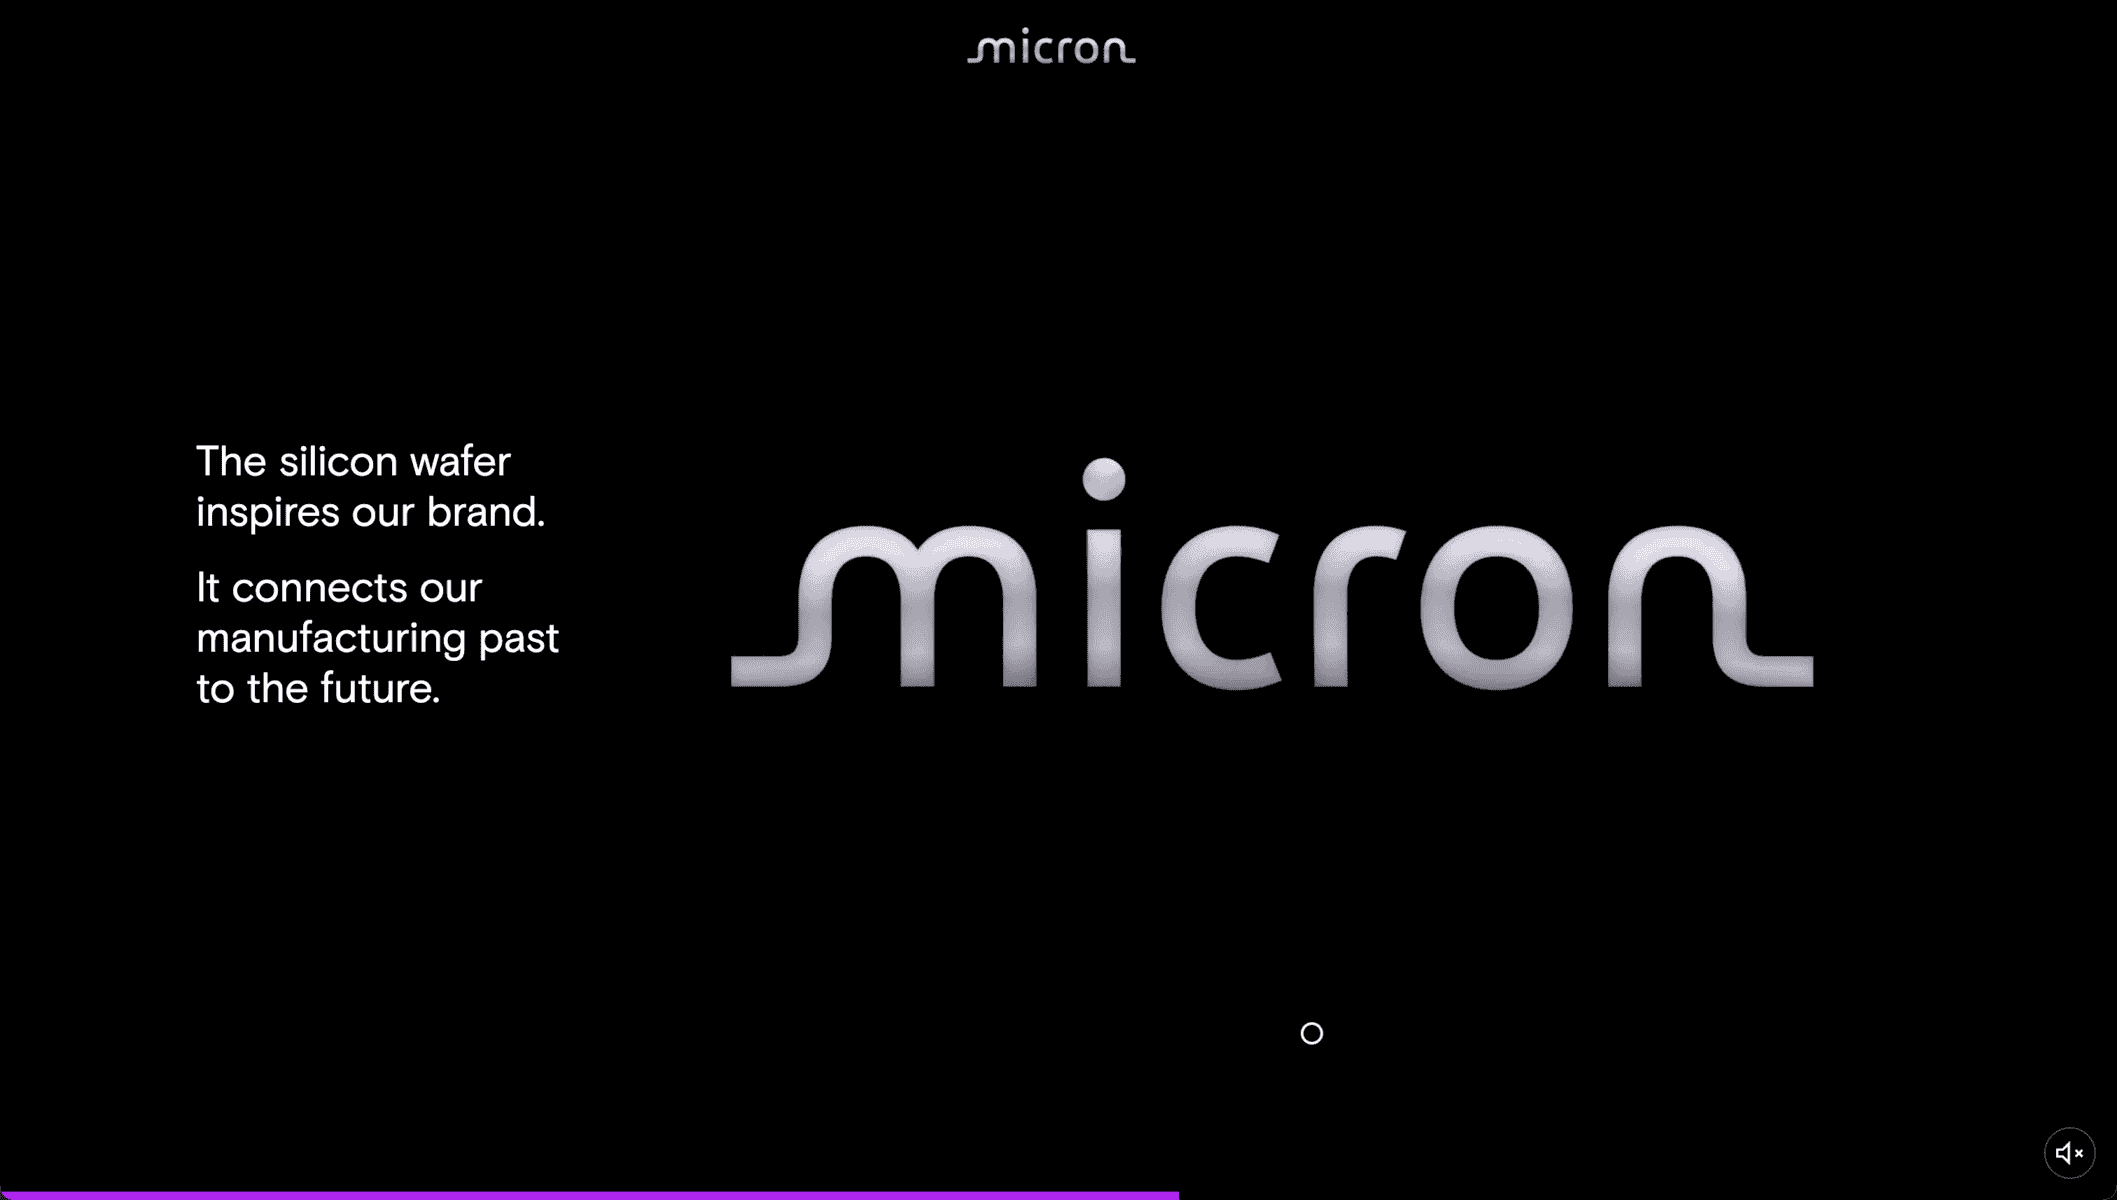 micron
The silicon wafer
inspires our brand.
It connects our
manufacturing past
to the future.
micron